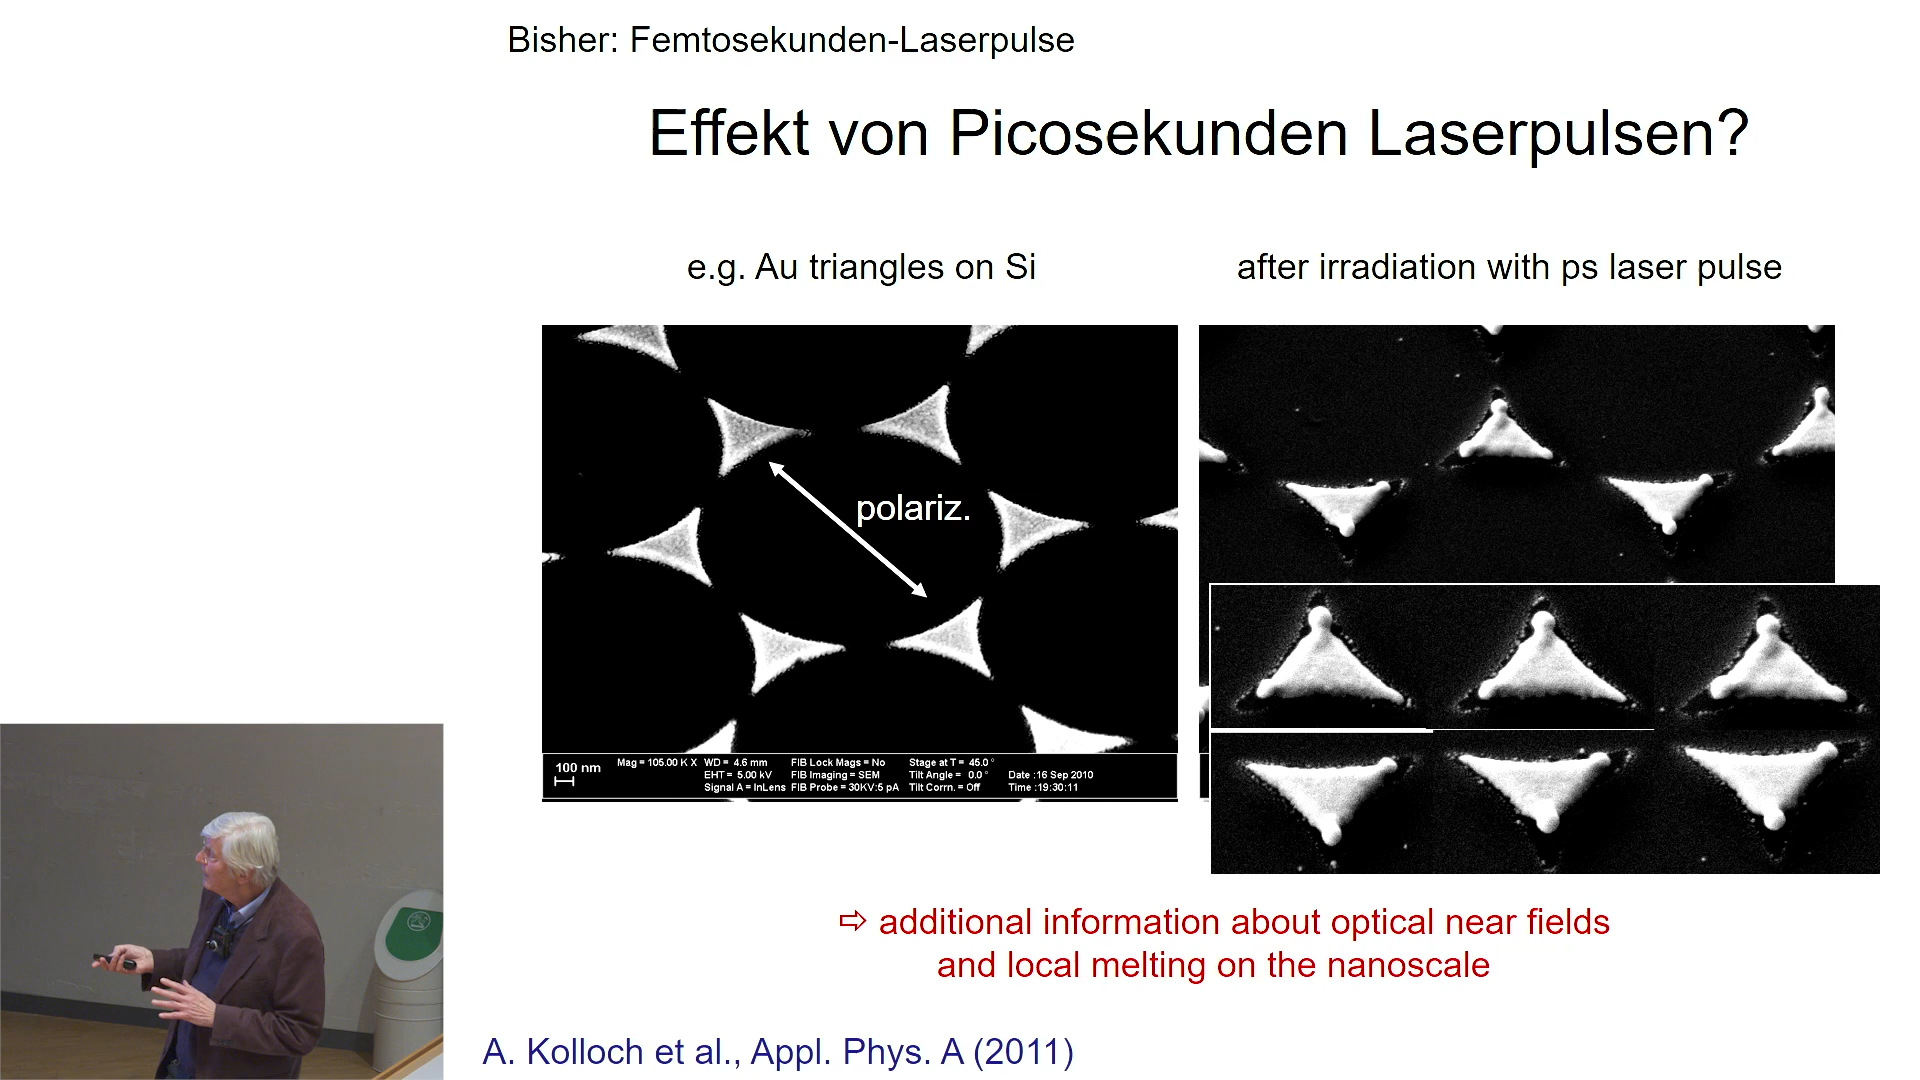 Bisher: Femtosekunden-Laserpulse
Effekt von Picosekunden Laserpulsen?
e.g. Au triangles on Si
after irradiation with ps laser pulse
polariz.
100 nm
Mag = 105.00 K X WD = 4.6 mm FIB Lock Mags = No Stage at T = 45.0 °
EHT = 5.00 kV FIB Imaging = SEM Tilt Angle = 0.0 ° Date :16 Sep 2010
Signal A = InLens FIB Probe = 30KV:5 pA Tilt Corrn. = Off Time :19:30:11
⇨ additional information about optical near fields
and local melting on the nanoscale
A. Kolloch et al., Appl. Phys. A (2011)